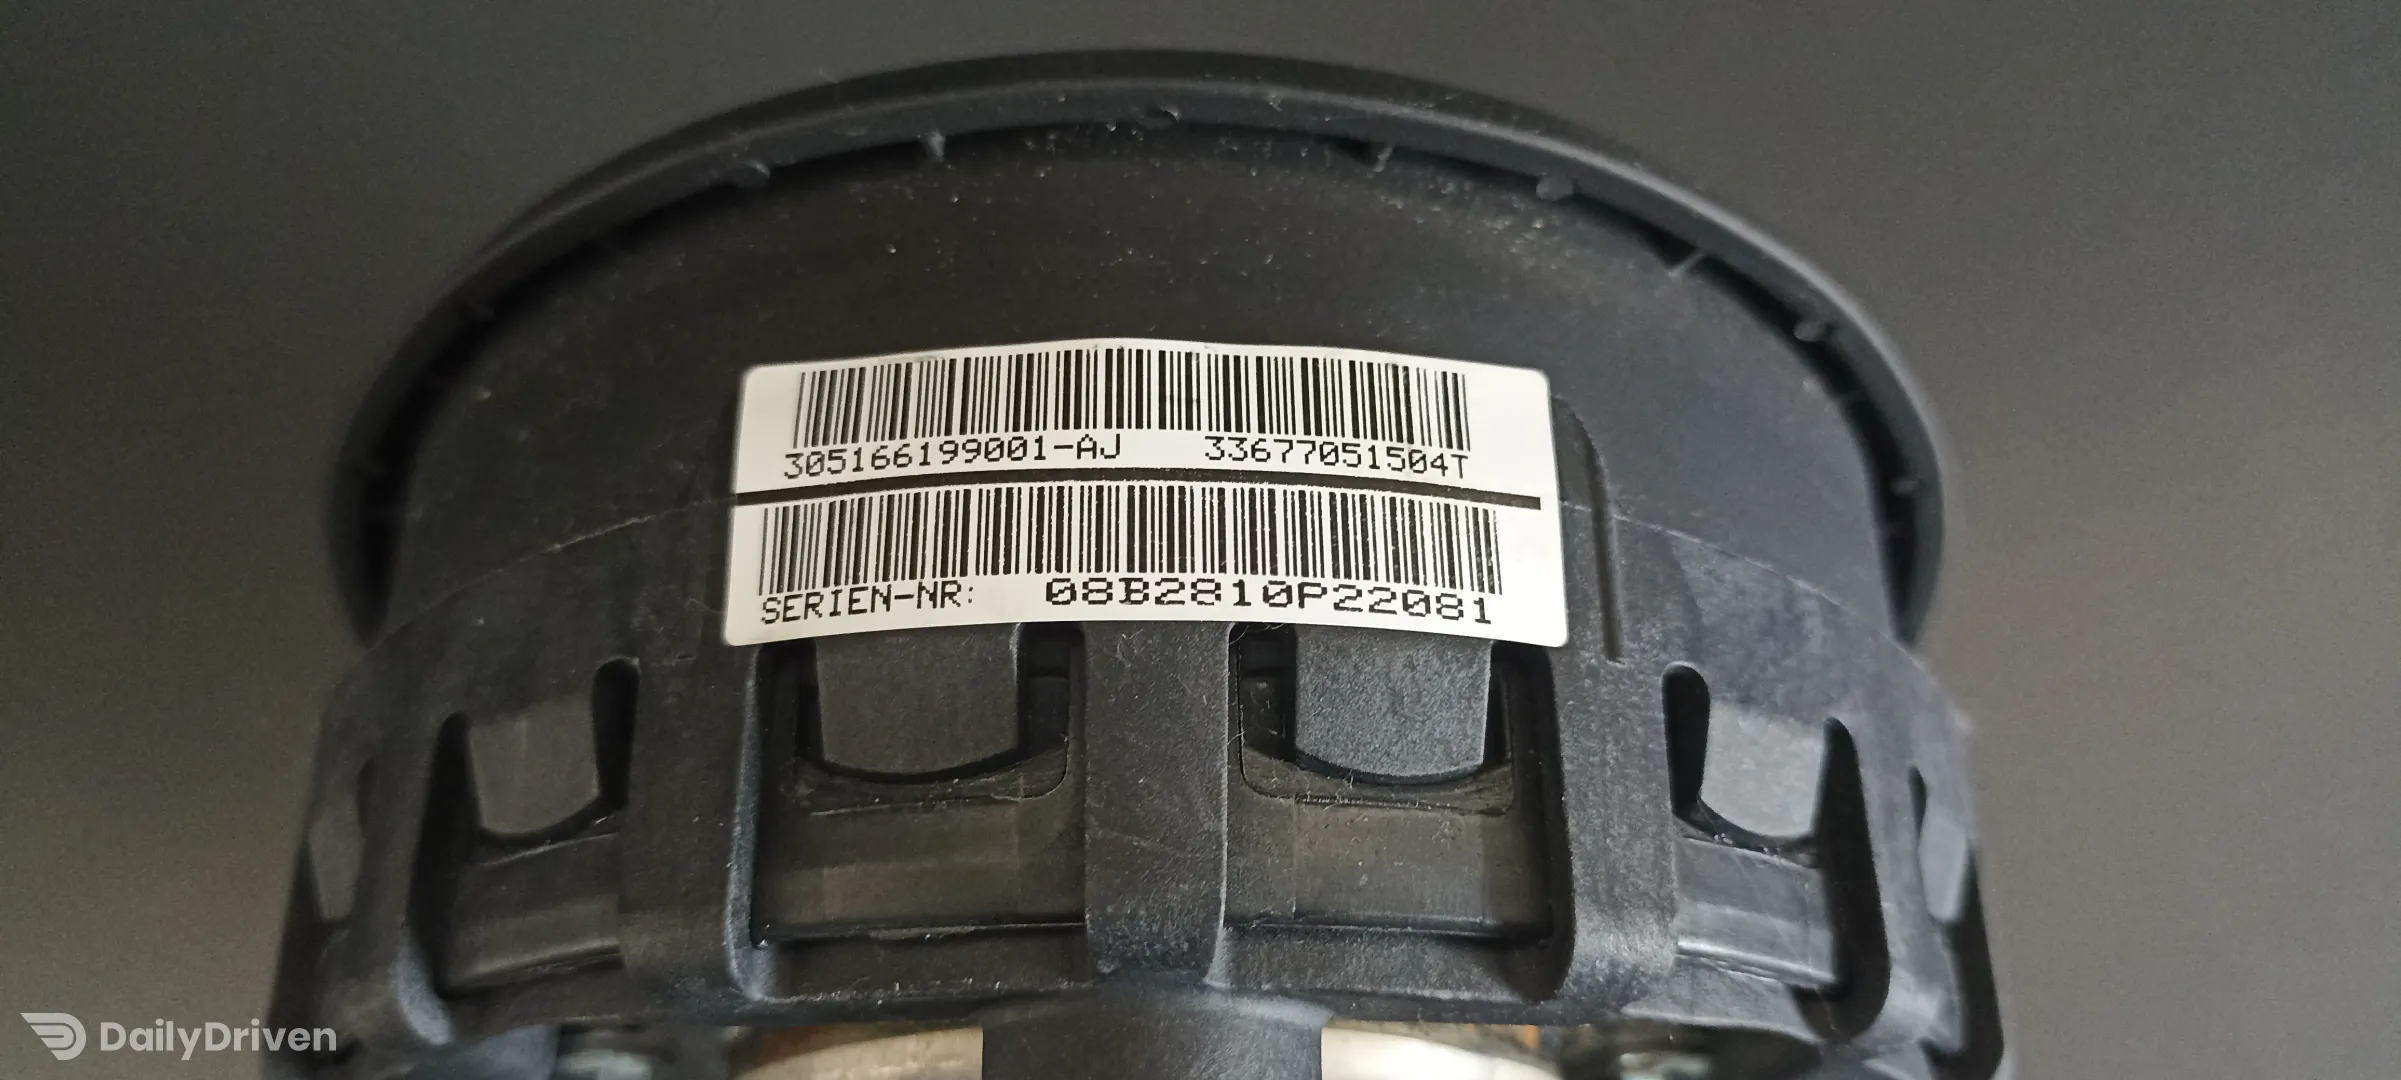 305166199001-AJ 33677051504T
SERIEN-NR: 08B2810P22081
DailyDriven